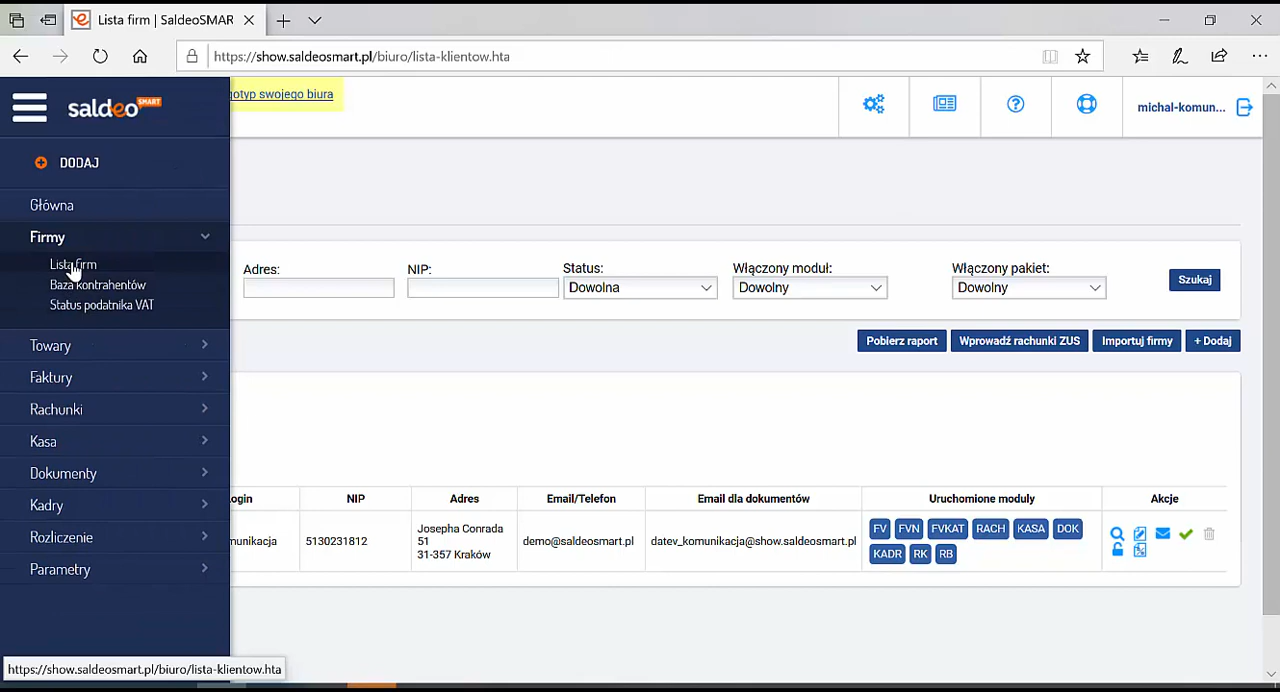 Lista firm | SaldeoSMAR
https://show.saldeosmart.pl/biuro/lista-klientow.hta
saldeo SMART
gotyp swojego biura
michal-komun...
DODAJ
Główna
Firmy
Lista firm
Baza kontrahentów
Status podatnika VAT
Towary
Faktury
Rachunki
Kasa
Dokumenty
Kadry
Rozliczenie
Parametry
Adres:
NIP:
Status:
Włączony moduł:
Włączony pakiet:
Dowolna
Dowolny
Dowolny
Szukaj
Pobierz raport
Wprowadź rachunki ZUS
Importuj firmy
+ Dodaj
ogin
NIP
Adres
Email/Telefon
Email dla dokumentów
Uruchomione moduły
Akcje
munikacja
5130231812
Josepha Conrada
51
31-357 Kraków
demo@saldeosmart.pl
datev_komunikacja@show.saldeosmart.pl
FV FVN FVKAT RACH KASA DOK
KADR RK RB
https://show.saldeosmart.pl/biuro/lista-klientow.hta